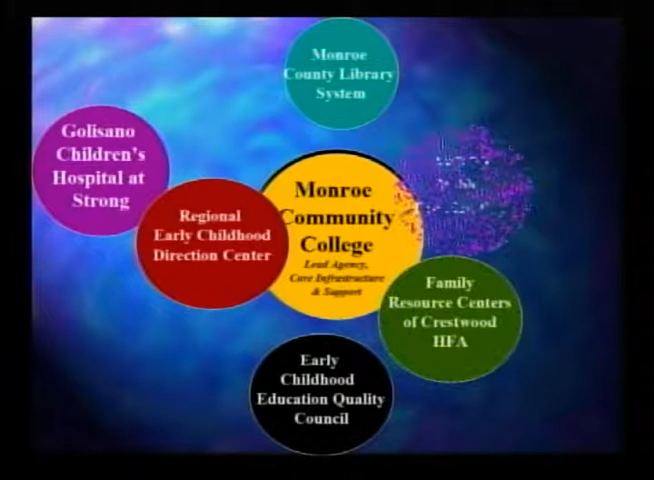 Monroe
County Library
System
Golisano
Children's
Hospital at
Strong
Regional
Early Childhood
Direction Center
Monroe
Community
College
Lead Agency,
Core Infrastructure
& Support
Family
Resource Centers
of Crestwood
HFA
Early
Childhood
Education Quality
Council